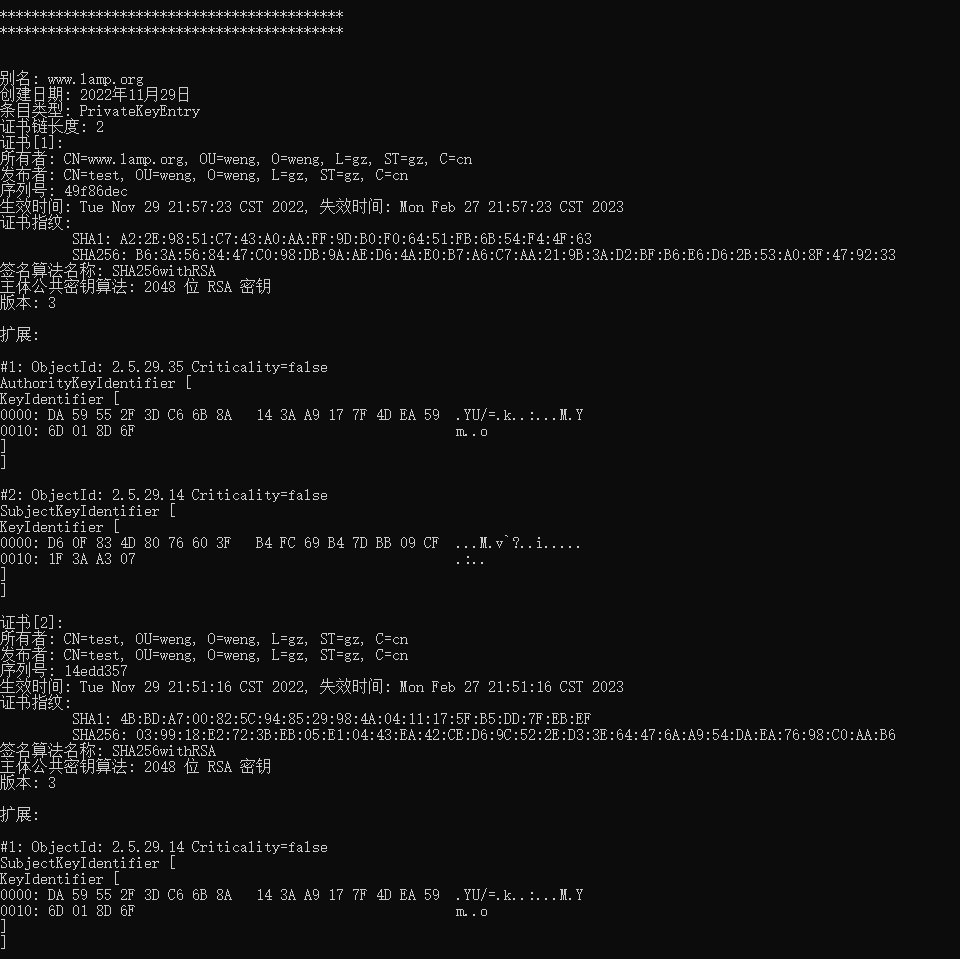 *******************************************
*******************************************
别名: www.lamp.org
创建日期: 2022年11月29日
条目类型: PrivateKeyEntry
证书链长度: 2
证书[1]:
所有者: CN=www.lamp.org, OU=weng, O=weng, L=gz, ST=gz, C=cn
发布者: CN=test, OU=weng, O=weng, L=gz, ST=gz, C=cn
序列号: 49f86dec
生效时间: Tue Nov 29 21:57:23 CST 2022, 失效时间: Mon Feb 27 21:57:23 CST 2023
证书指纹:
SHA1: A2:2E:98:51:C7:43:A0:AA:FF:9D:B0:F0:64:51:FB:6B:54:F4:4F:63
SHA256: B6:3A:56:84:47:C0:98:DB:9A:AE:D6:4A:E0:B7:A6:C7:AA:21:9B:3A:D2:BF:B6:E6:D6:2B:53:A0:8F:47:92:33
签名算法名称: SHA256withRSA
主体公共密钥算法: 2048 位 RSA 密钥
版本: 3
扩展:
#1: ObjectId: 2.5.29.35 Criticality=false
AuthorityKeyIdentifier [
KeyIdentifier [
0000: DA 59 55 2F 3D C6 6B 8A   14 3A A9 17 7F 4D EA 59  .YU/=.k..:...M.Y
0010: 6D 01 8D 6F                                        m..o
]
]
#2: ObjectId: 2.5.29.14 Criticality=false
SubjectKeyIdentifier [
KeyIdentifier [
0000: D6 0F 83 4D 80 76 60 3F   B4 FC 69 B4 7D BB 09 CF  ...M.v`?..i.....
0010: 1F 3A A3 07                                        .:..
]
]
证书[2]:
所有者: CN=test, OU=weng, O=weng, L=gz, ST=gz, C=cn
发布者: CN=test, OU=weng, O=weng, L=gz, ST=gz, C=cn
序列号: 14edd357
生效时间: Tue Nov 29 21:51:16 CST 2022, 失效时间: Mon Feb 27 21:51:16 CST 2023
证书指纹:
SHA1: 4B:BD:A7:00:82:5C:94:85:29:98:4A:04:11:17:5F:B5:DD:7F:EB:EF
SHA256: 03:99:18:E2:72:3B:EB:05:E1:04:43:EA:42:CE:D6:9C:52:2E:D3:3E:64:47:6A:A9:54:DA:EA:76:98:C0:AA:B6
签名算法名称: SHA256withRSA
主体公共密钥算法: 2048 位 RSA 密钥
版本: 3
扩展:
#1: ObjectId: 2.5.29.14 Criticality=false
SubjectKeyIdentifier [
KeyIdentifier [
0000: DA 59 55 2F 3D C6 6B 8A   14 3A A9 17 7F 4D EA 59  .YU/=.k..:...M.Y
0010: 6D 01 8D 6F                                        m..o
]
]